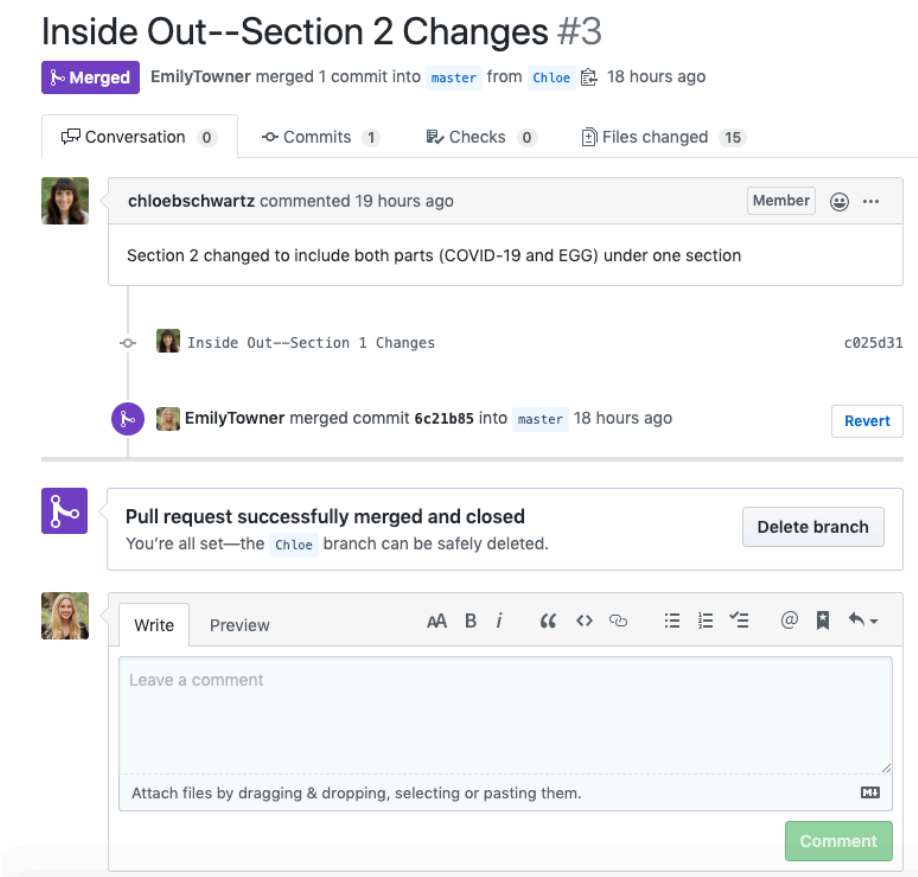 Inside Out--Section 2 Changes #3
Merged EmilyTowner merged 1 commit into master from Chloe 18 hours ago
Conversation 0 Commits 1 Checks 0 Files changed 15
chloebschwartz commented 19 hours ago Member
Section 2 changed to include both parts (COVID-19 and EGG) under one section
Inside Out--Section 1 Changes c025d31
EmilyTowner merged commit 6c21b85 into master 18 hours ago Revert
Pull request successfully merged and closed
You're all set—the Chloe branch can be safely deleted.
Delete branch
Write Preview AA B i
Leave a comment
Attach files by dragging & dropping, selecting or pasting them.
Comment